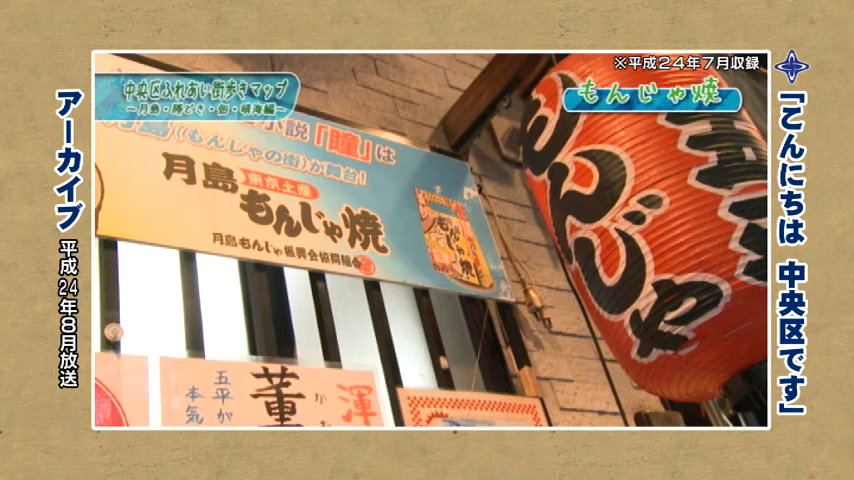 「こんにちは 中央区です」
アーカイブ 平成24年8月放送
※平成24年7月収録
もんじゃ焼
中央区ふれあい街歩きマップ
～月島・勝どき・佃・晴海編～
小説「瞳」は
月島(もんじゃの街)が舞台!
月島 東京土産
もんじゃ焼
月島もんじゃ振興会協同組合
もんじゃ
五平が
本気
董
渾